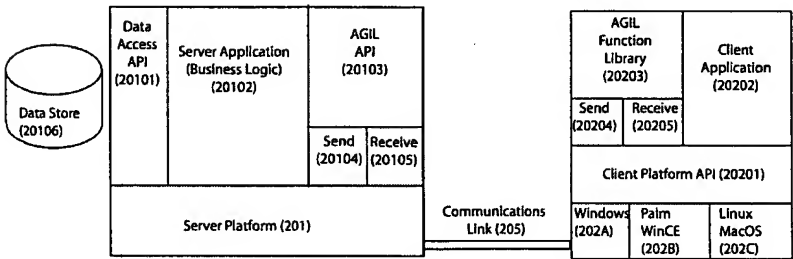 Data Store
(20106)
Data
Access
API
(20101)
Server Application
(Business Logic)
(20102)
AGIL
API
(20103)
Send
(20104)
Receive
(20105)
Server Platform (201)
Communications
Link (205)
AGIL
Function
Library
(20203)
Client
Application
(20202)
Send
(20204)
Receive
(20205)
Client Platform API (20201)
Windows
(202A)
Palm
WinCE
(202B)
Linux
MacOS
(202C)